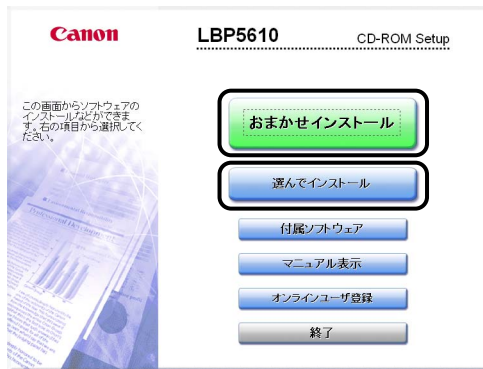 Canon
LBP5610
CD-ROM Setup
この画面からソフトウェアの
インストールなどができま
す。右の項目から選択してく
ださい。
おまかせインストール
選んでインストール
付属ソフトウェア
マニュアル表示
オンラインユーザ登録
終了